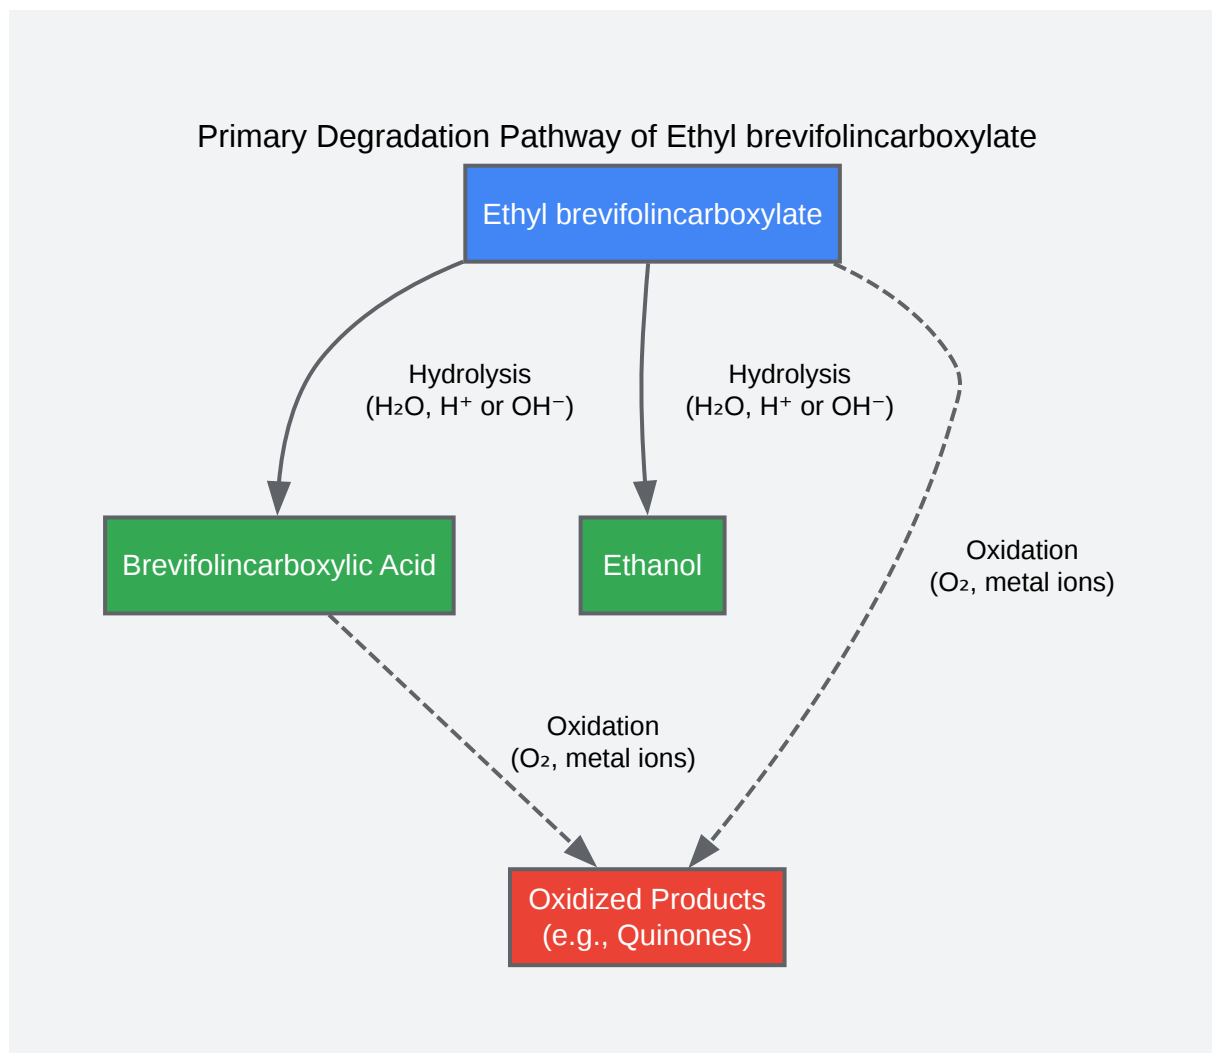 Primary Degradation Pathway of Ethyl brevifolincarboxylate
Ethyl brevifolincarboxylate
Hydrolysis
(H₂O, H⁺ or OH⁻)
Hydrolysis
(H₂O, H⁺ or OH⁻)
Brevifolincarboxylic Acid
Ethanol
Oxidation
(O₂, metal ions)
Oxidation
(O₂, metal ions)
Oxidized Products
(e.g., Quinones)